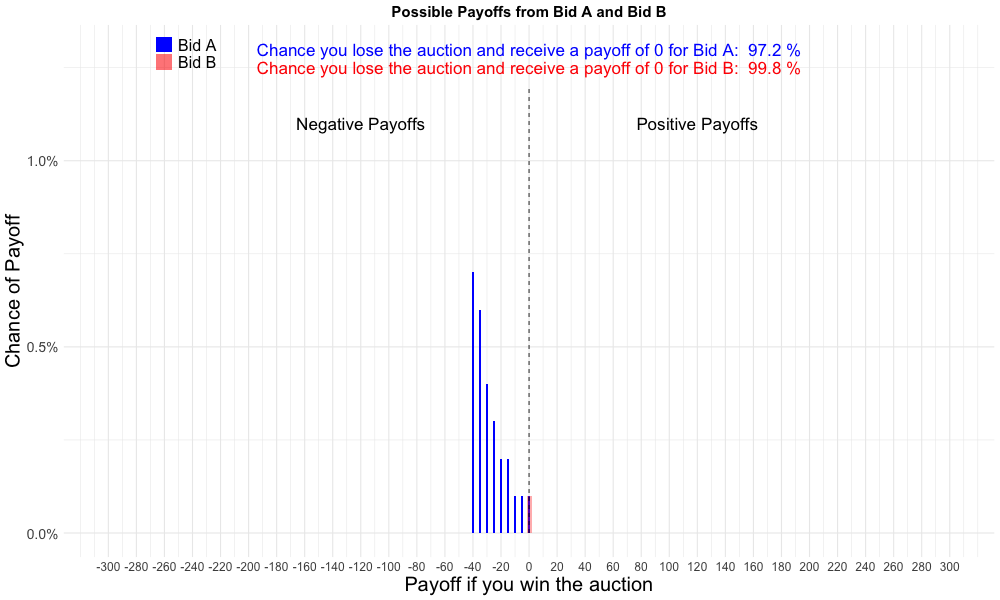 Possible Payoffs from Bid A and Bid B
Bid A
Bid B
Chance you lose the auction and receive a payoff of 0 for Bid A: 97.2 %
Chance you lose the auction and receive a payoff of 0 for Bid B: 99.8 %
Negative Payoffs
Positive Payoffs
Chance of Payoff
1.0%
0.5%
0.0%
-300 -280 -260 -240 -220 -200 -180 -160 -140 -120 -100 -80 -60 -40 -20 0 20 40 60 80 100 120 140 160 180 200 220 240 260 280 300
Payoff if you win the auction